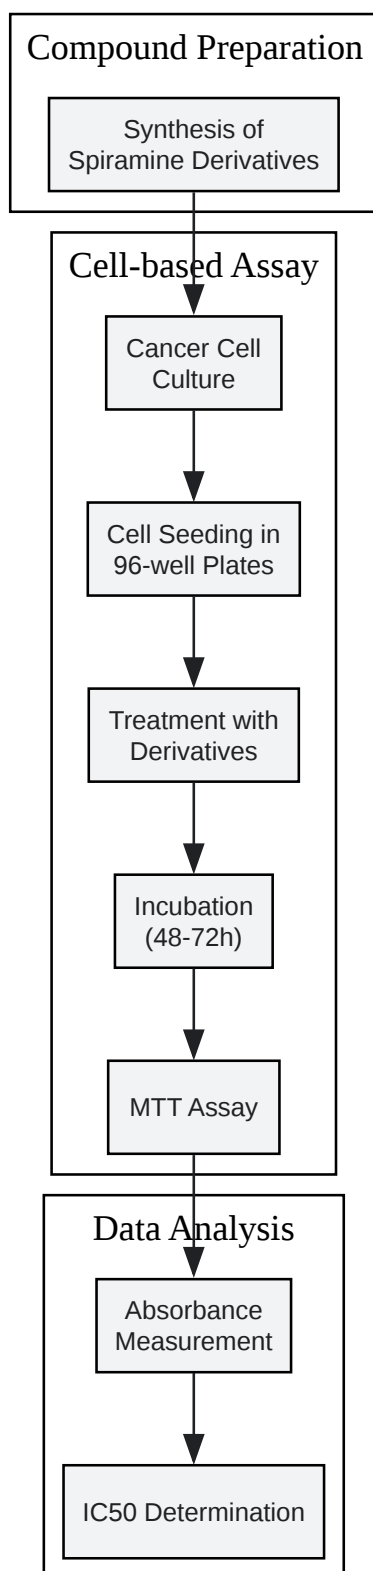 Compound Preparation
Synthesis of
Spiramine Derivatives
Cell-based Assay
Cancer Cell
Culture
Cell Seeding in
96-well Plates
Treatment with
Derivatives
Incubation
(48-72h)
MTT Assay
Data Analysis
Absorbance
Measurement
IC50 Determination